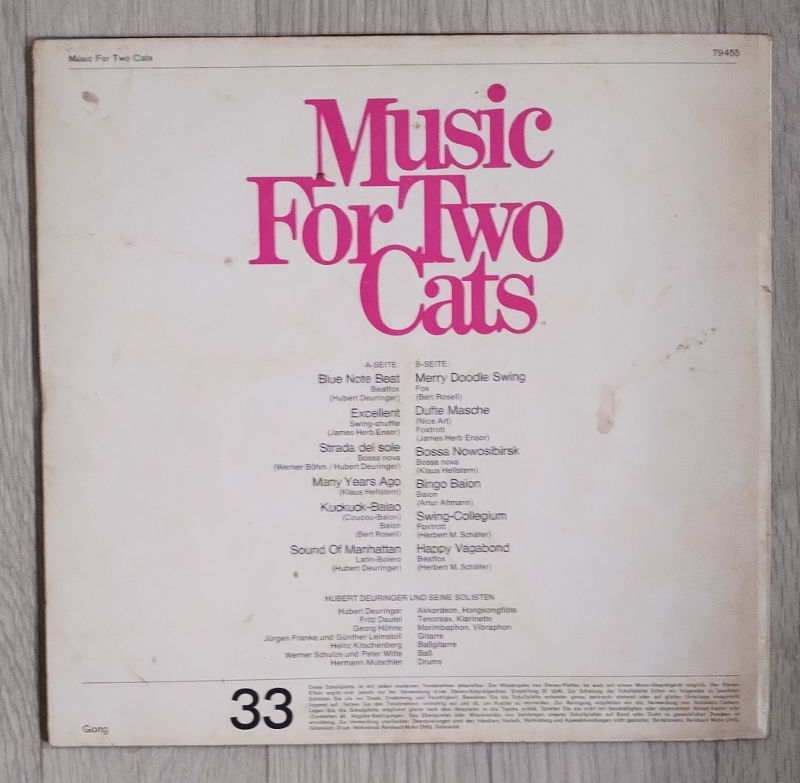 Music For Two Cats
79455
Music
For Two
Cats
A-SEITE:
Blue Note Beat
Beatfox
(Hubert Deuringer)
Excellent
Swing-shuffle
(James Herb Ensor)
Strada del sole
Bossa nova
(Werner Böhm / Hubert Deuringer)
Many Years Ago
(Klaus Hellstern)
Kuckuck-Baiao
(Coucou-Baion)
Baion
(Bert Rosell)
Sound Of Manhattan
Latin-Bolero
(Hubert Deuringer)
B-SEITE:
Merry Doodle Swing
Fox
(Bert Rosell)
Dufte Masche
(Nice Art)
Foxtrott
(James Herb Ensor)
Bossa Nowosibirsk
Bossa nova
(Klaus Hellstern)
Bingo Baion
Baion
(Artur Altmann)
Swing-Collegium
Foxtrott
(Herbert M. Schäfer)
Happy Vagabond
Beatfox
(Herbert M. Schäfer)
HUBERT DEURINGER UND SEINE SOLISTEN
Hubert Deuringer Akkordeon, Hongkongflöte
Fritz Dautel Tenorsax, Klarinette
Georg Höhne Marimbaphon, Vibraphon
Jürgen Franke und Günther Leimstoll Gitarre
Heinz Kitschenberg Baßgitarre
Werner Schulze und Peter Witte Baß
Hermann Mutschler Drums
Gong
33